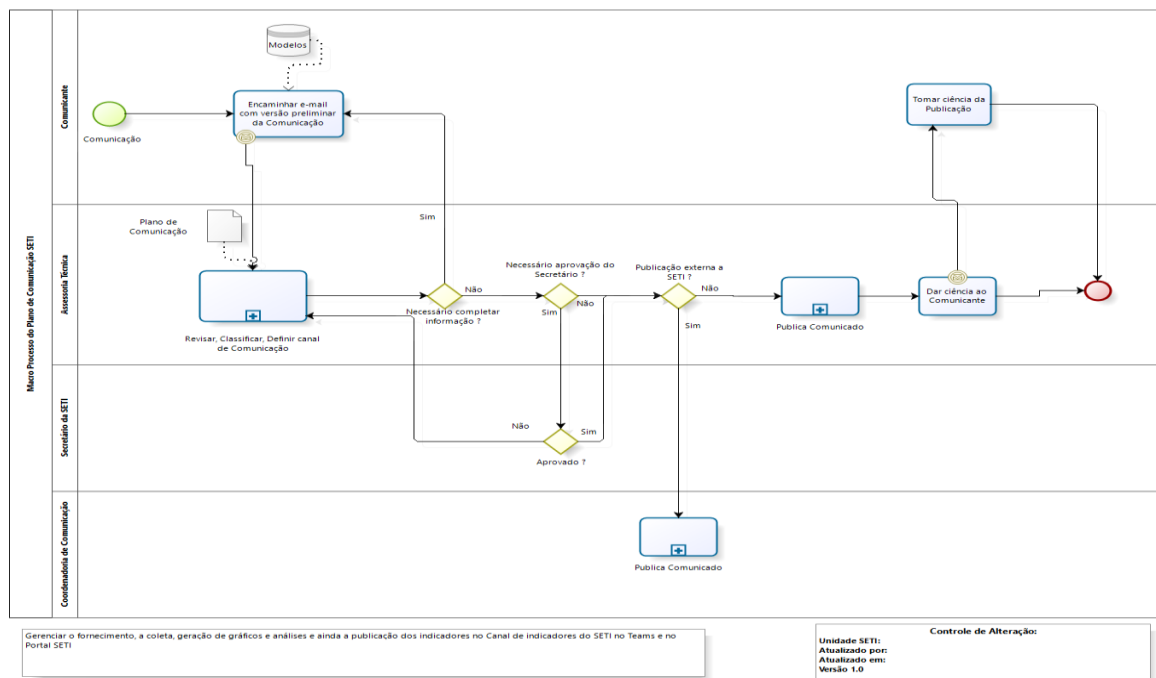 Macro Processo do Plano de Comunicação SETI
Comunicante
Modelos
Encaminhar e-mail
com versão preliminar
da Comunicação
Comunicação
Tomar ciência da
Publicação
Assessoria Técnica
Sim
Plano de
Comunicação
Revisar, Classificar, Definir canal
de Comunicação
Não
Necessário completar
informação ?
Necessário aprovação do
Secretário ?
Não
Sim
Publicação externa a
SETI ?
Não
Sim
Publica Comunicado
Dar ciência ao
Comunicante
Secretário da SETI
Não
Sim
Aprovado ?
Coordenadoria de Comunicação
Publica Comunicado
Gerenciar o fornecimento, a coleta, geração de gráficos e análises e ainda a publicação dos indicadores no Canal de indicadores do SETI no Teams e no
Portal SETI
Controle de Alteração:
Unidade SETI:
Atualizado por:
Atualizado em:
Versão 1.0